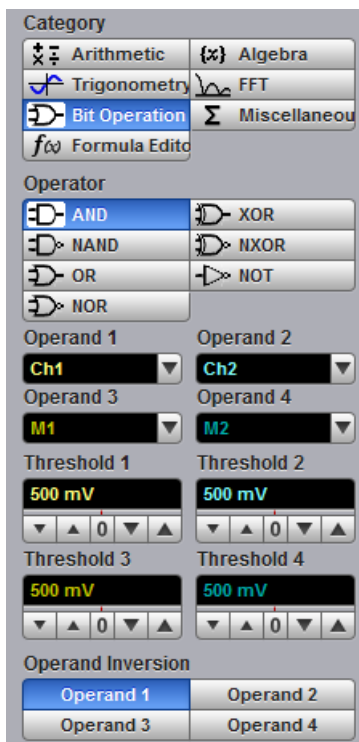 Category
Arithmetic {x} Algebra
Trigonometry FFT
Bit Operation Σ Miscellaneou
f(x) Formula Edito
Operator
AND XOR
NAND NXOR
OR NOT
NOR
Operand 1 Operand 2
Ch1 Ch2
Operand 3 Operand 4
M1 M2
Threshold 1 Threshold 2
500 mV 500 mV
0 0
Threshold 3 Threshold 4
500 mV 500 mV
0 0
Operand Inversion
Operand 1 Operand 2
Operand 3 Operand 4